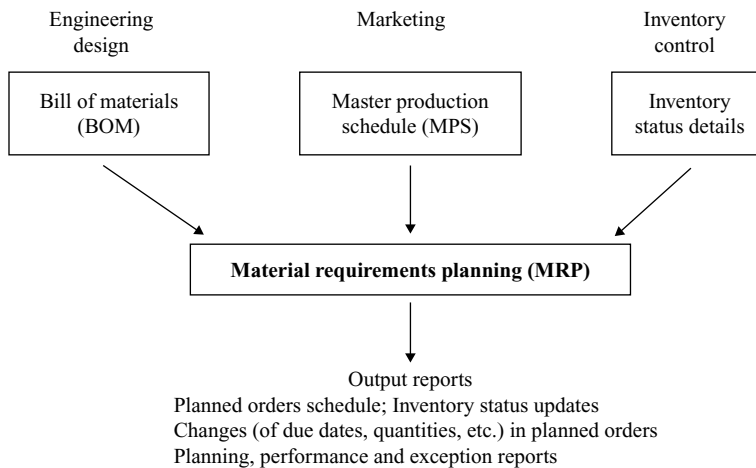 Engineering
design
Marketing
Inventory
control
Bill of materials
(BOM)
Master production
schedule (MPS)
Inventory
status details
Material requirements planning (MRP)
Output reports
Planned orders schedule; Inventory status updates
Changes (of due dates, quantities, etc.) in planned orders
Planning, performance and exception reports